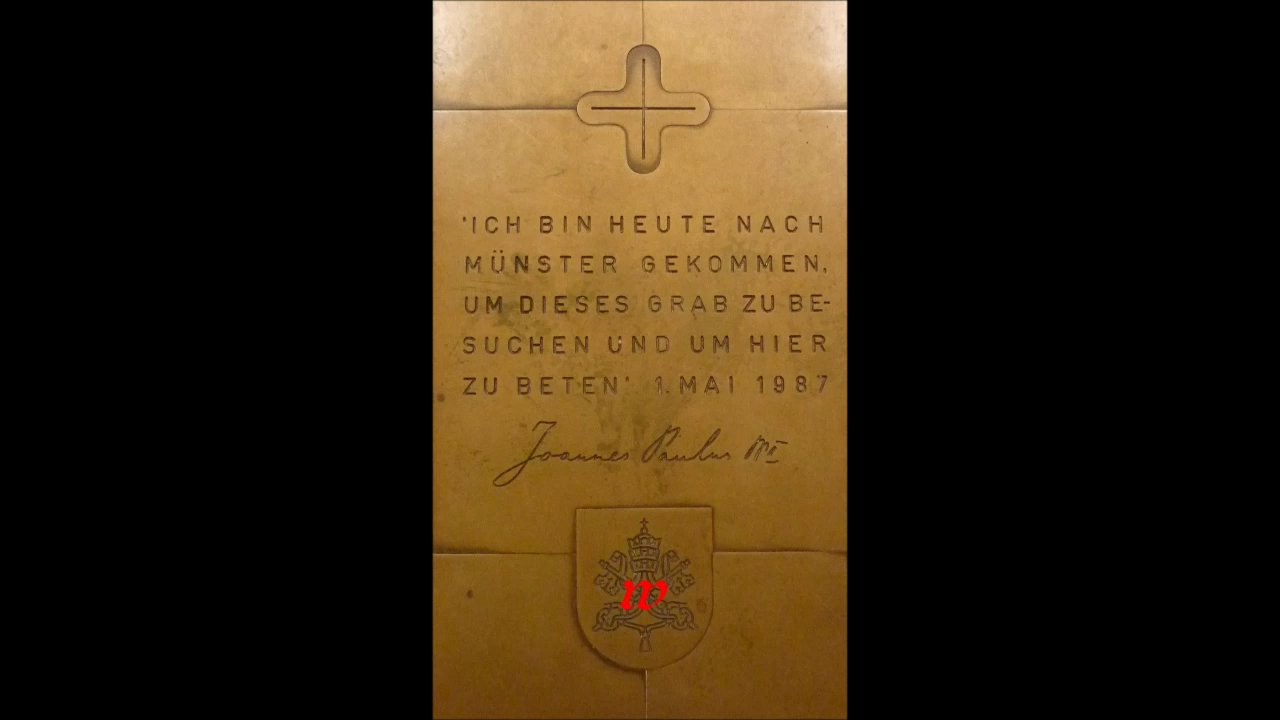 'ICH BIN HEUTE NACH
MÜNSTER GEKOMMEN,
UM DIESES GRAB ZU BE-
SUCHEN UND UM HIER
ZU BETEN' 1. MAI 1987
Joannes Paulus PP. II
w